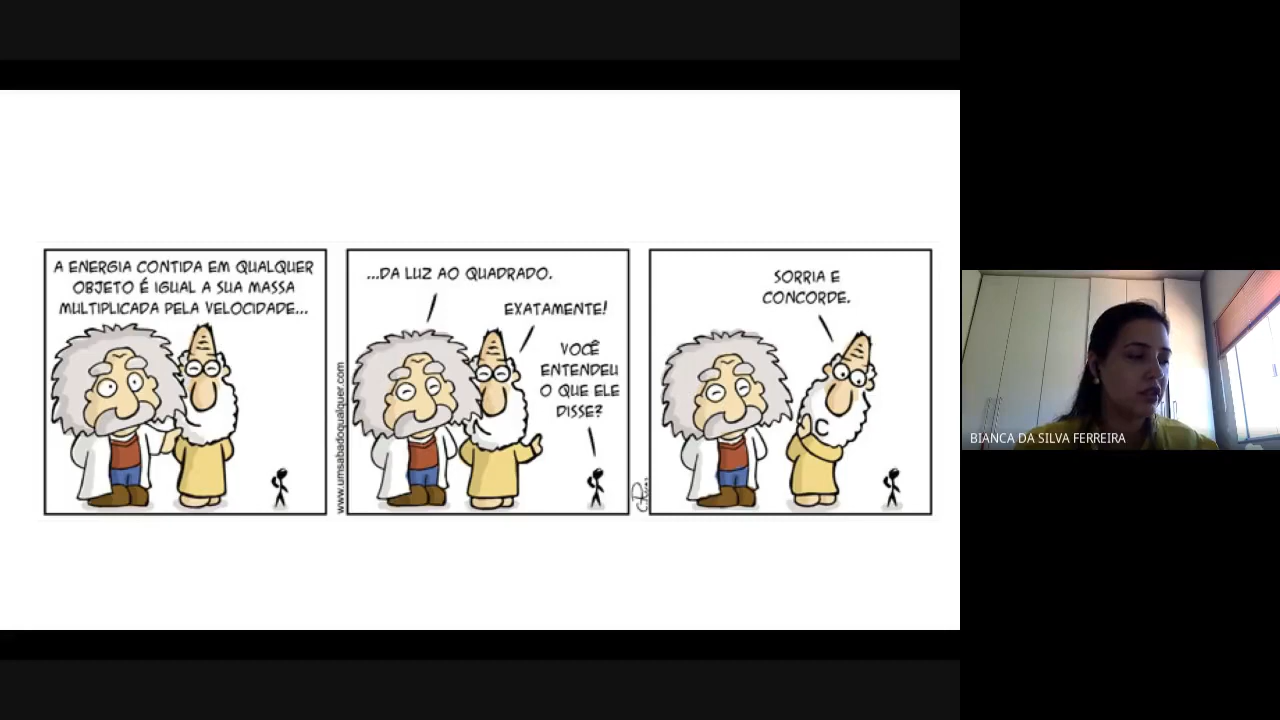 A ENERGIA CONTIDA EM QUALQUER
OBJETO É IGUAL A SUA MASSA
MULTIPLICADA PELA VELOCIDADE...
www.umsabadoqualquer.com
...DA LUZ AO QUADRADO.
EXATAMENTE!
VOCÊ
ENTENDEU
O QUE ELE
DISSE?
SORRIA E
CONCORDE.
BIANCA DA SILVA FERREIRA